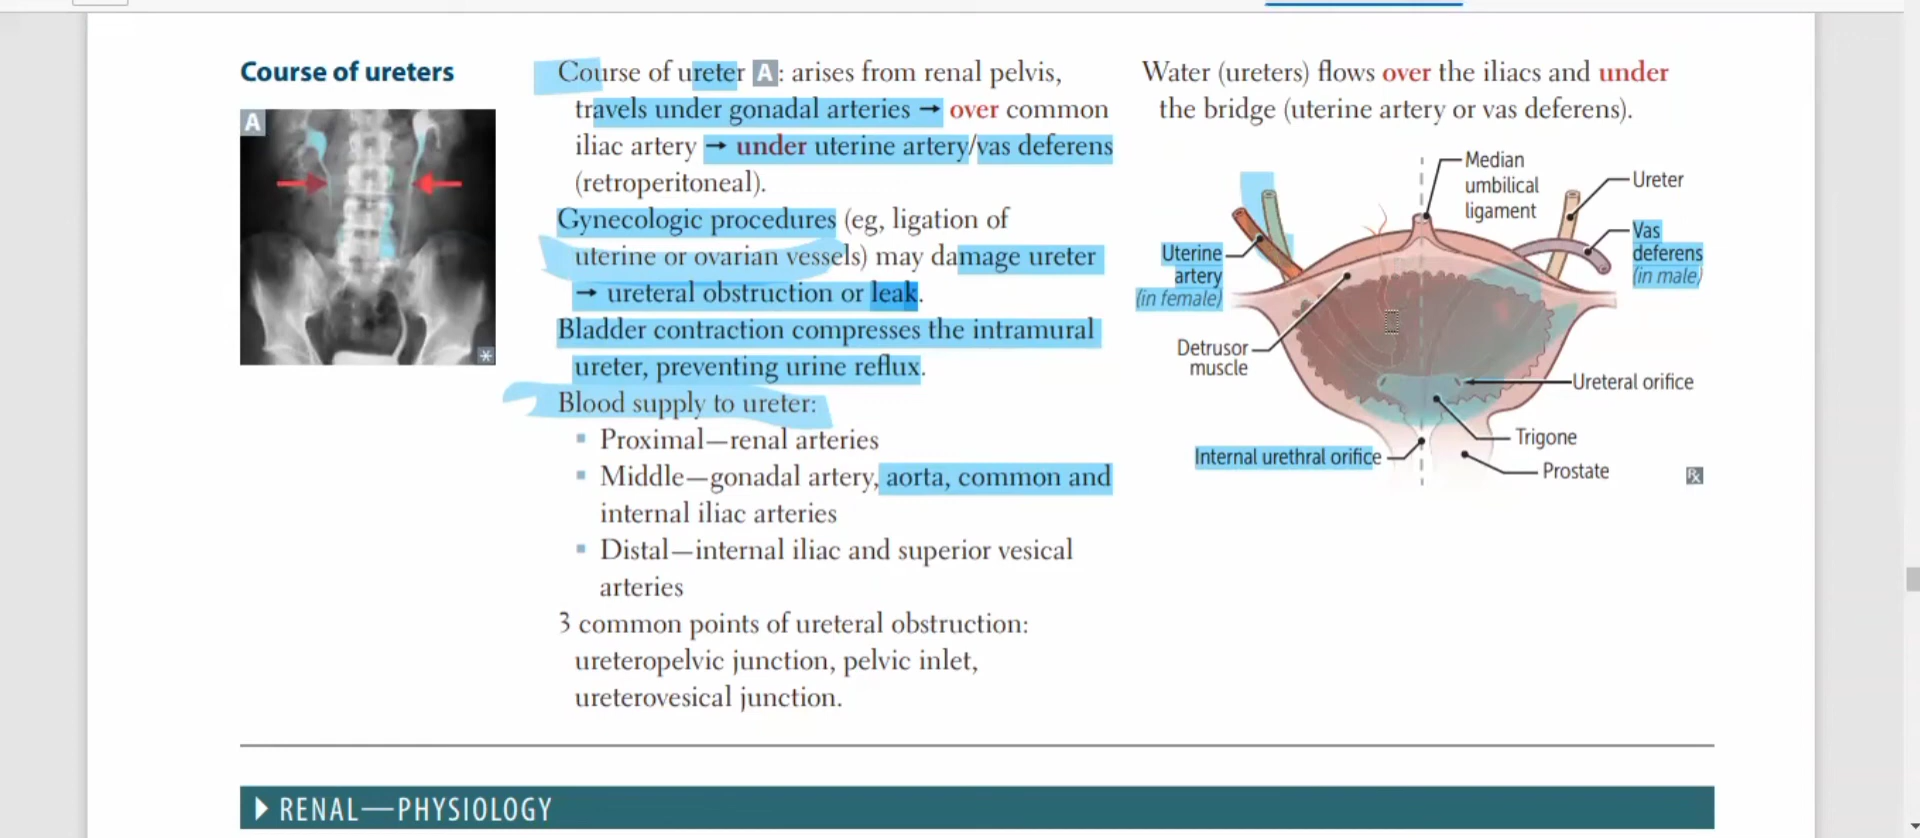 Course of ureters
A
Course of ureter A: arises from renal pelvis,
travels under gonadal arteries → over common
iliac artery → under uterine artery/vas deferens
(retroperitoneal).
Gynecologic procedures (eg, ligation of
uterine or ovarian vessels) may damage ureter
→ ureteral obstruction or leak.
Bladder contraction compresses the intramural
ureter, preventing urine reflux.
Blood supply to ureter:
▪ Proximal—renal arteries
▪ Middle—gonadal artery, aorta, common and
internal iliac arteries
▪ Distal—internal iliac and superior vesical
arteries
3 common points of ureteral obstruction:
ureteropelvic junction, pelvic inlet,
ureterovesical junction.
Water (ureters) flows over the iliacs and under
the bridge (uterine artery or vas deferens).
Median
umbilical
ligament
Ureter
Uterine
artery
(in female)
Vas
deferens
(in male)
Detrusor
muscle
Ureteral orifice
Trigone
Internal urethral orifice
Prostate
Rx
RENAL—PHYSIOLOGY